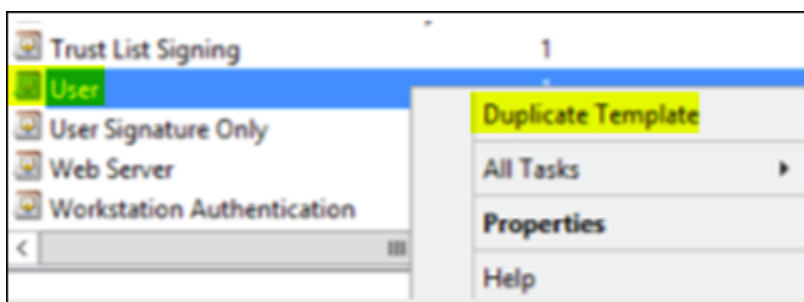 Trust List Signing 1
User
Duplicate Template
User Signature Only
All Tasks
Web Server
Workstation Authentication
Properties
Help